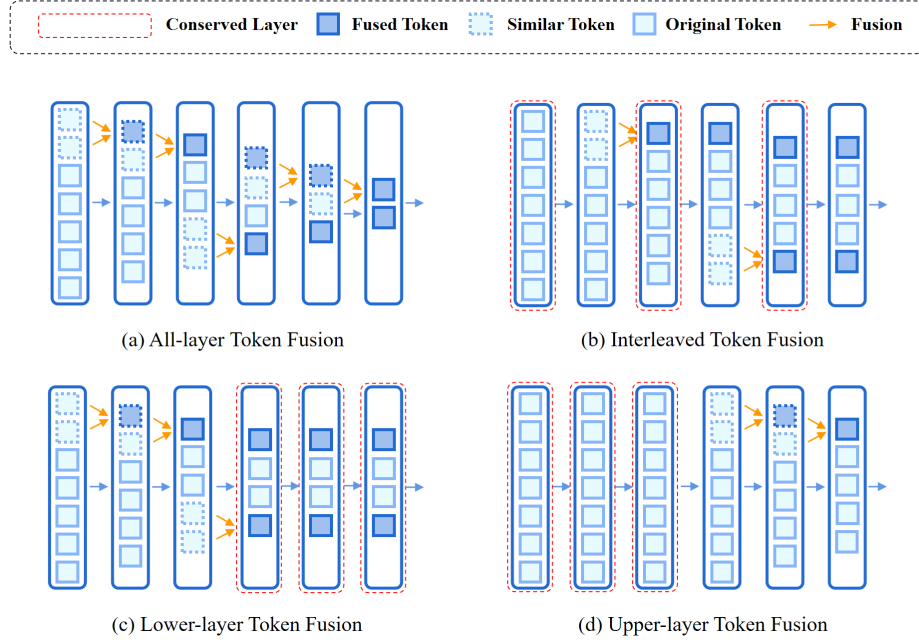 Conserved Layer Fused Token Similar Token Original Token Fusion
(a) All-layer Token Fusion
(b) Interleaved Token Fusion
(c) Lower-layer Token Fusion
(d) Upper-layer Token Fusion